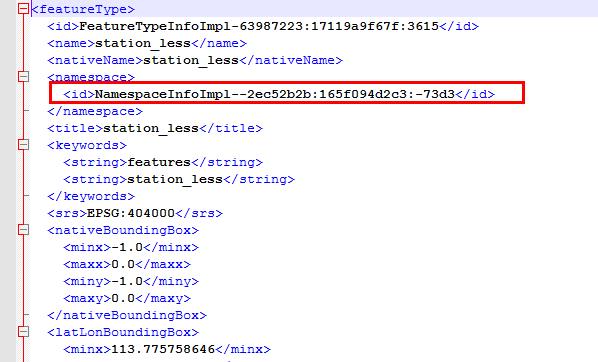 <featureType>
<id>FeatureTypeInfoImpl-63987223:17119a9f67f:3615</id>
<name>station_less</name>
<nativeName>station_less</nativeName>
<namespace>
<id>NamespaceInfoImpl--2ec52b2b:165f094d2c3:-73d3</id>
</namespace>
<title>station_less</title>
<keywords>
<string>features</string>
<string>station_less</string>
</keywords>
<srs>EPSG:404000</srs>
<nativeBoundingBox>
<minx>-1.0</minx>
<maxx>0.0</maxx>
<miny>-1.0</miny>
<maxy>0.0</maxy>
</nativeBoundingBox>
<latLonBoundingBox>
<minx>113.775758646</minx>